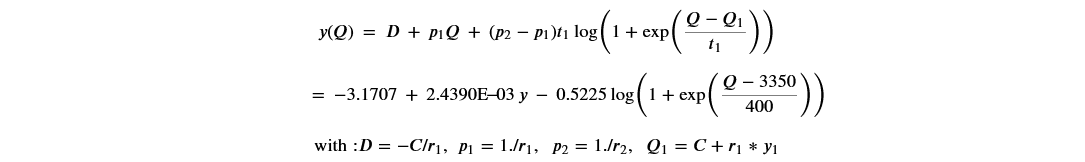 y(Q) = D + p₁Q + (p₂ − p₁)t₁ log(1 + exp((Q − Q₁)/t₁))
= −3.1707 + 2.4390E–03 y − 0.5225 log(1 + exp((Q − 3350)/400))
with : D = −C/r₁, p₁ = 1./r₁, p₂ = 1./r₂, Q₁ = C + r₁ * y₁